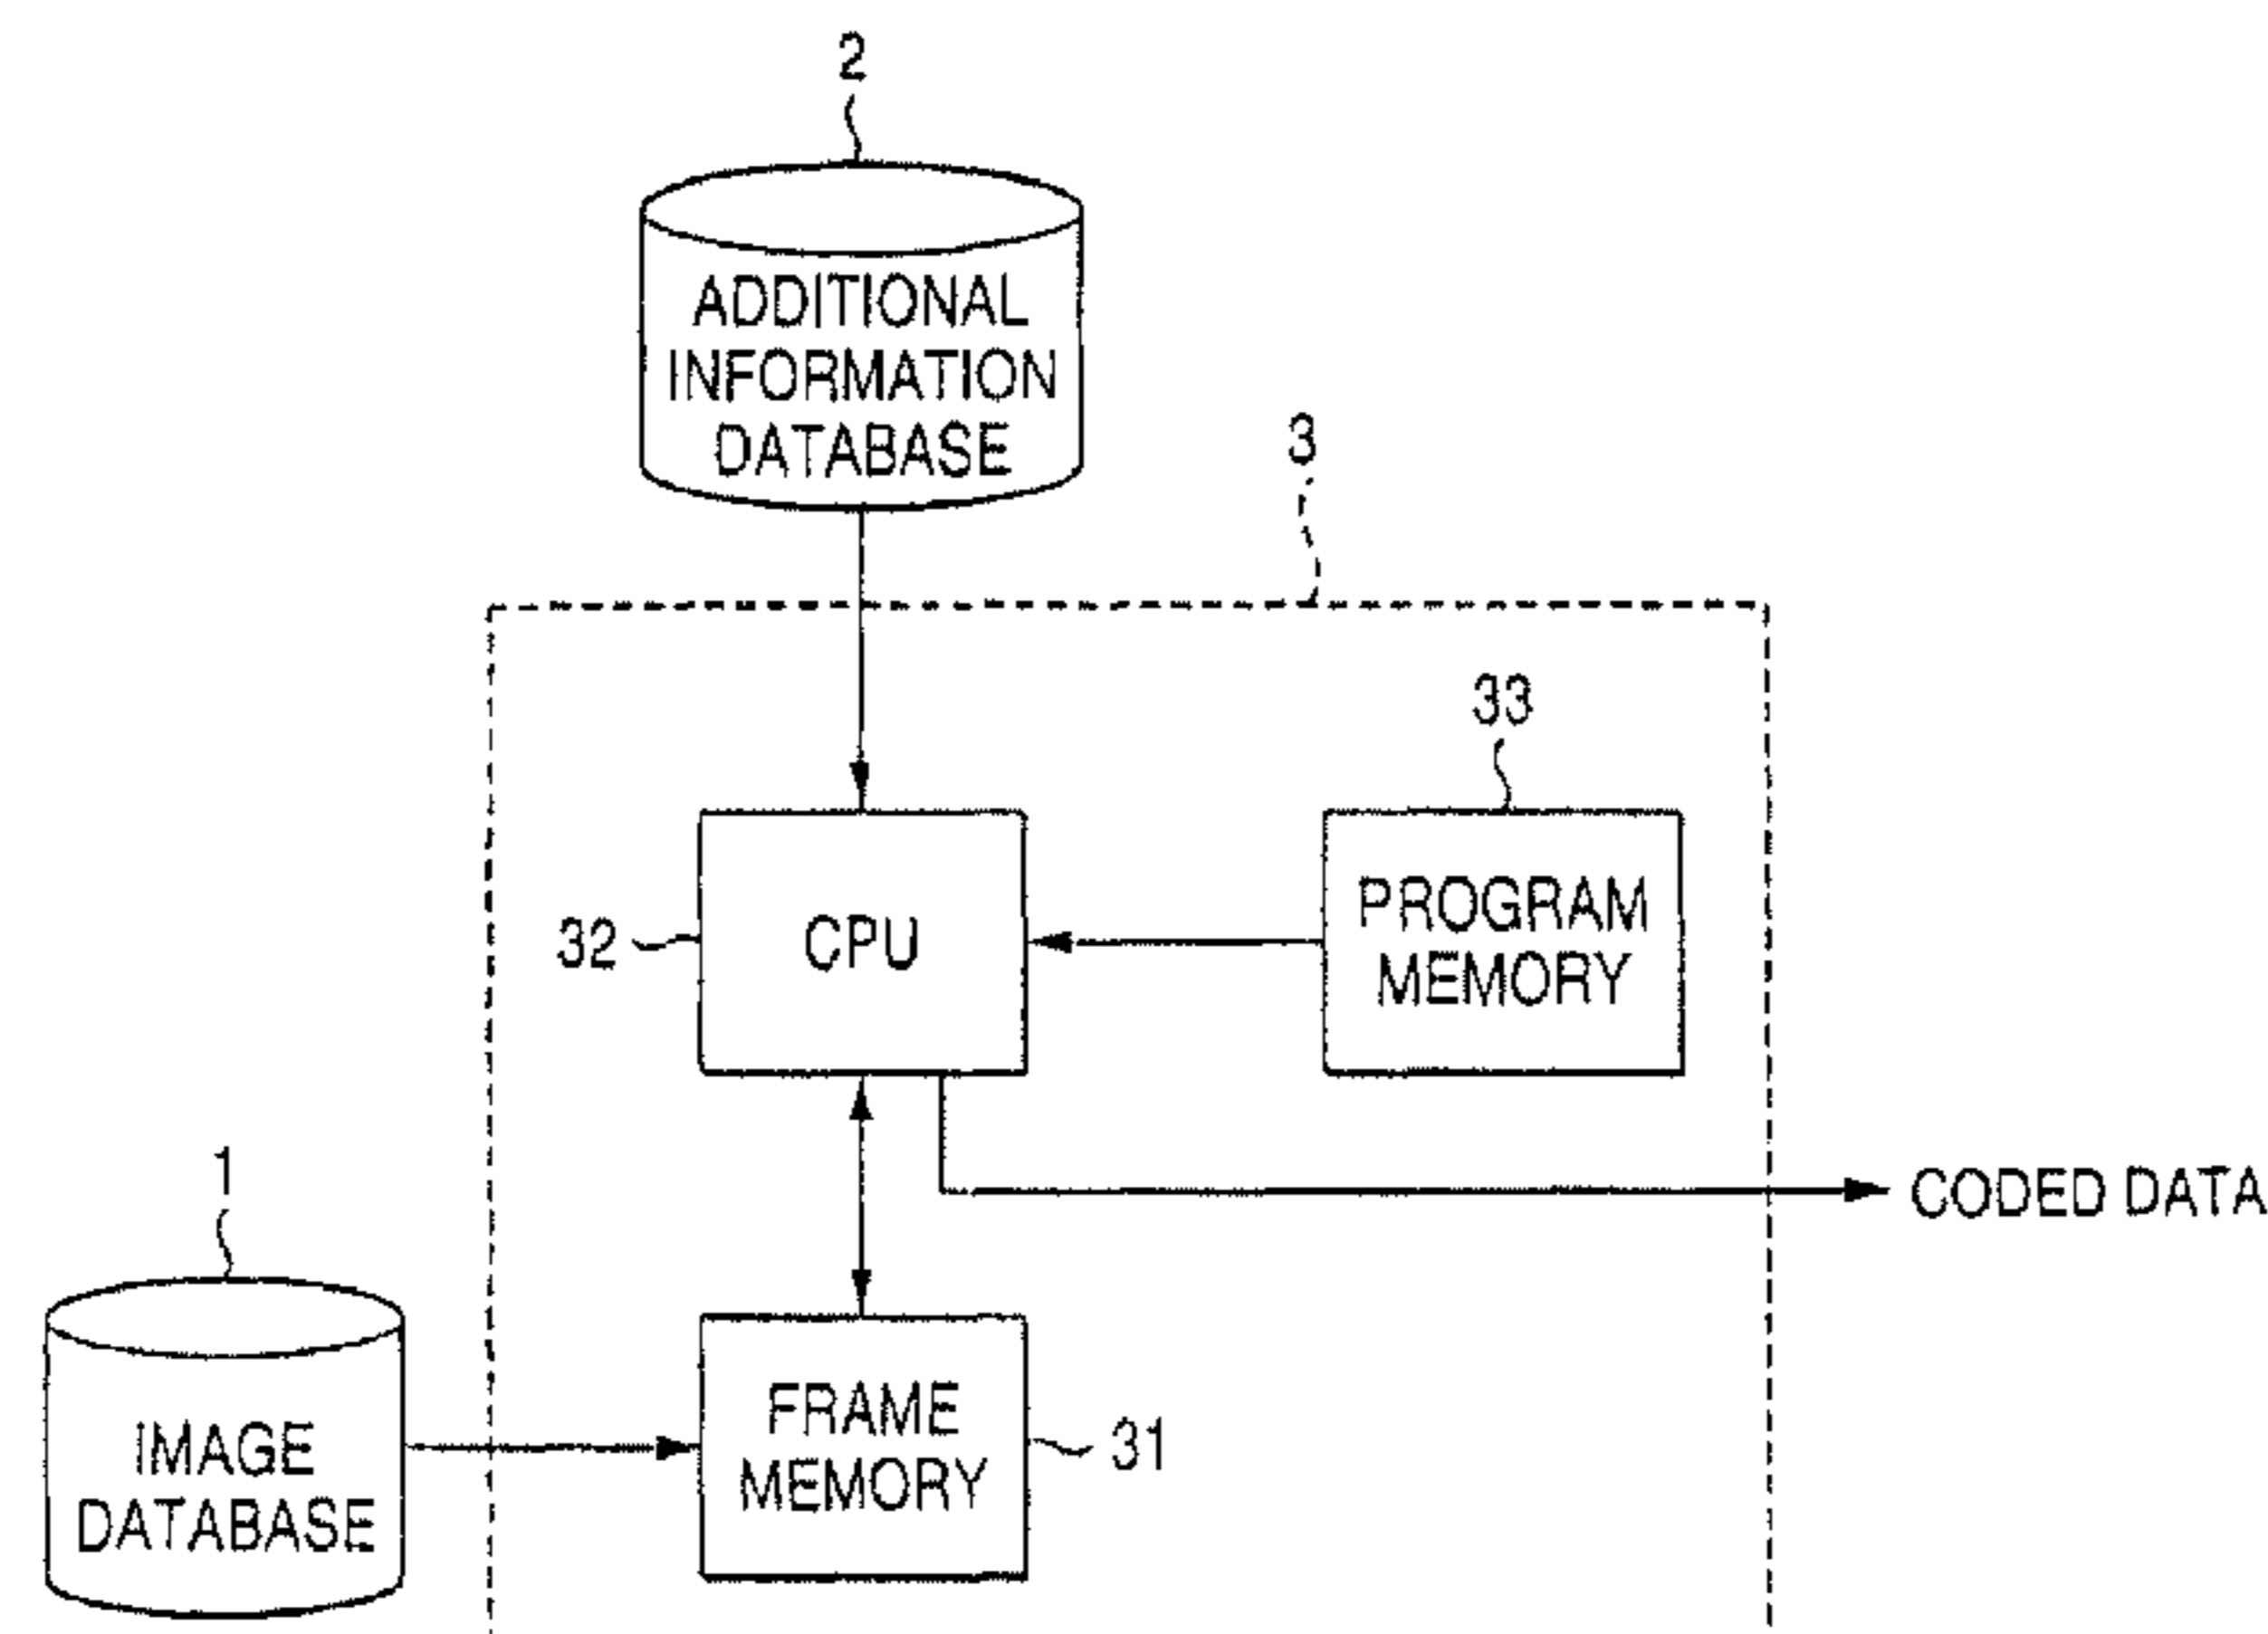 2
ADDITIONAL
INFORMATION
DATABASE
3
33
32
CPU
PROGRAM
MEMORY
1
CODED DATA
IMAGE
DATABASE
FRAME
MEMORY
31